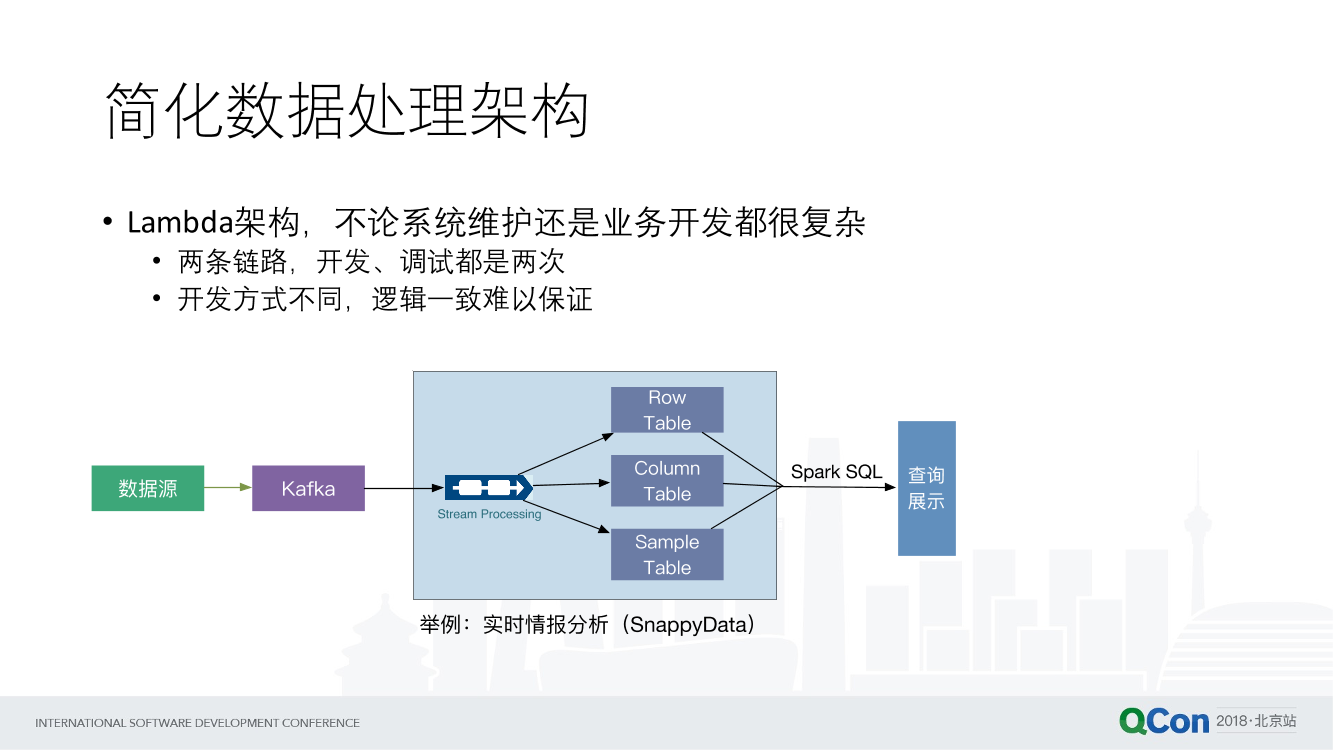 简化数据处理架构
• Lambda架构，不论系统维护还是业务开发都很复杂
• 两条链路，开发、调试都是两次
• 开发方式不同，逻辑一致难以保证
数据源
Kafka
Stream Processing
Row
Table
Column
Table
Sample
Table
Spark SQL
查询
展示
举例：实时情报分析（SnappyData）
INTERNATIONAL SOFTWARE DEVELOPMENT CONFERENCE
QCon 2018·北京站